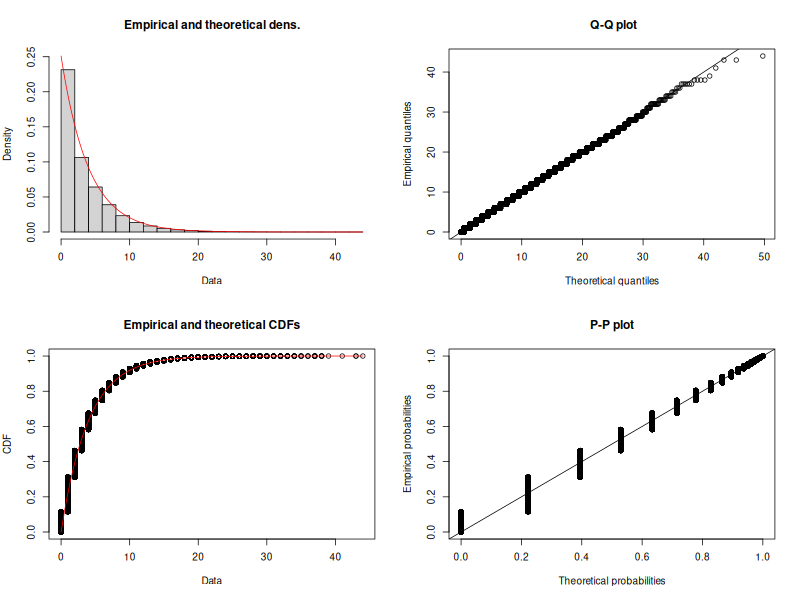 Empirical and theoretical dens.
Density
0.00 0.05 0.10 0.15 0.20 0.25
0 10 20 30 40
Data
Q-Q plot
Empirical quantiles
0 10 20 30 40
0 10 20 30 40 50
Theoretical quantiles
Empirical and theoretical CDFs
CDF
0.0 0.2 0.4 0.6 0.8 1.0
0 10 20 30 40
Data
P-P plot
Empirical probabilities
0.0 0.2 0.4 0.6 0.8 1.0
0.0 0.2 0.4 0.6 0.8 1.0
Theoretical probabilities